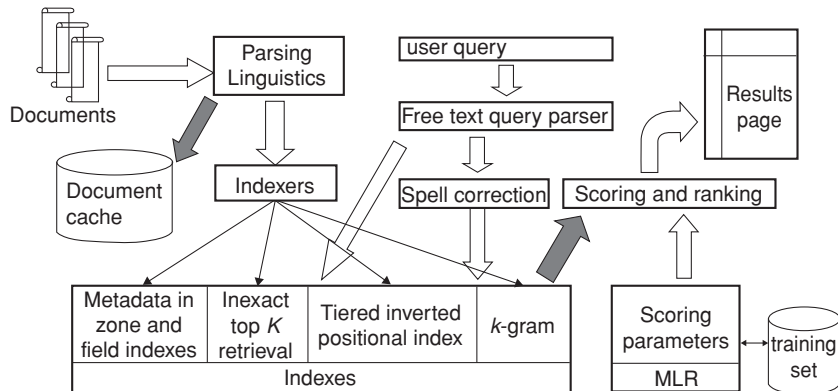 Documents
Parsing
Linguistics
user query
Free text query parser
Results
page
Document
cache
Indexers
Spell correction
Scoring and ranking
Metadata in
zone and
field indexes
Inexact
top K
retrieval
Tiered inverted
positional index
k-gram
Indexes
Scoring
parameters
MLR
training
set